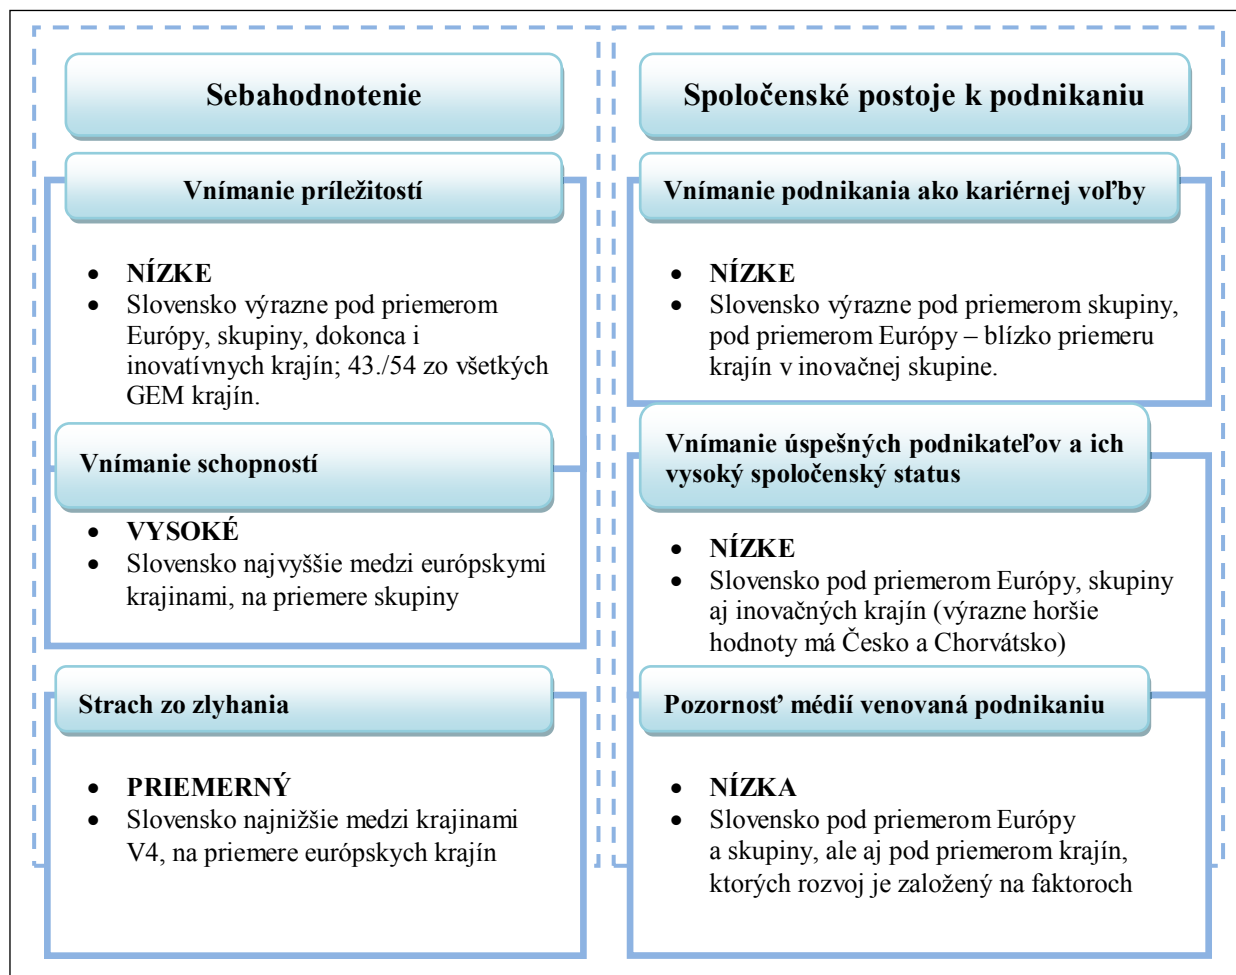 Sebahodnotenie
Vnímanie príležitostí
• NÍZKE
• Slovensko výrazne pod priemerom
Európy, skupiny, dokonca i
inovatívnych krajín; 43./54 zo všetkých
GEM krajín.
Vnímanie schopností
• VYSOKÉ
• Slovensko najvyššie medzi európskymi
krajinami, na priemere skupiny
Strach zo zlyhania
• PRIEMERNÝ
• Slovensko najnižšie medzi krajinami
V4, na priemere európskych krajín
Spoločenské postoje k podnikaniu
Vnímanie podnikania ako kariérnej voľby
• NÍZKE
• Slovensko výrazne pod priemerom skupiny,
pod priemerom Európy – blízko priemeru
krajín v inovačnej skupine.
Vnímanie úspešných podnikateľov a ich
vysoký spoločenský status
• NÍZKE
• Slovensko pod priemerom Európy, skupiny
aj inovačných krajín (výrazne horšie
hodnoty má Česko a Chorvátsko)
Pozornosť médií venovaná podnikaniu
• NÍZKA
• Slovensko pod priemerom Európy
a skupiny, ale aj pod priemerom krajín,
ktorých rozvoj je založený na faktoroch